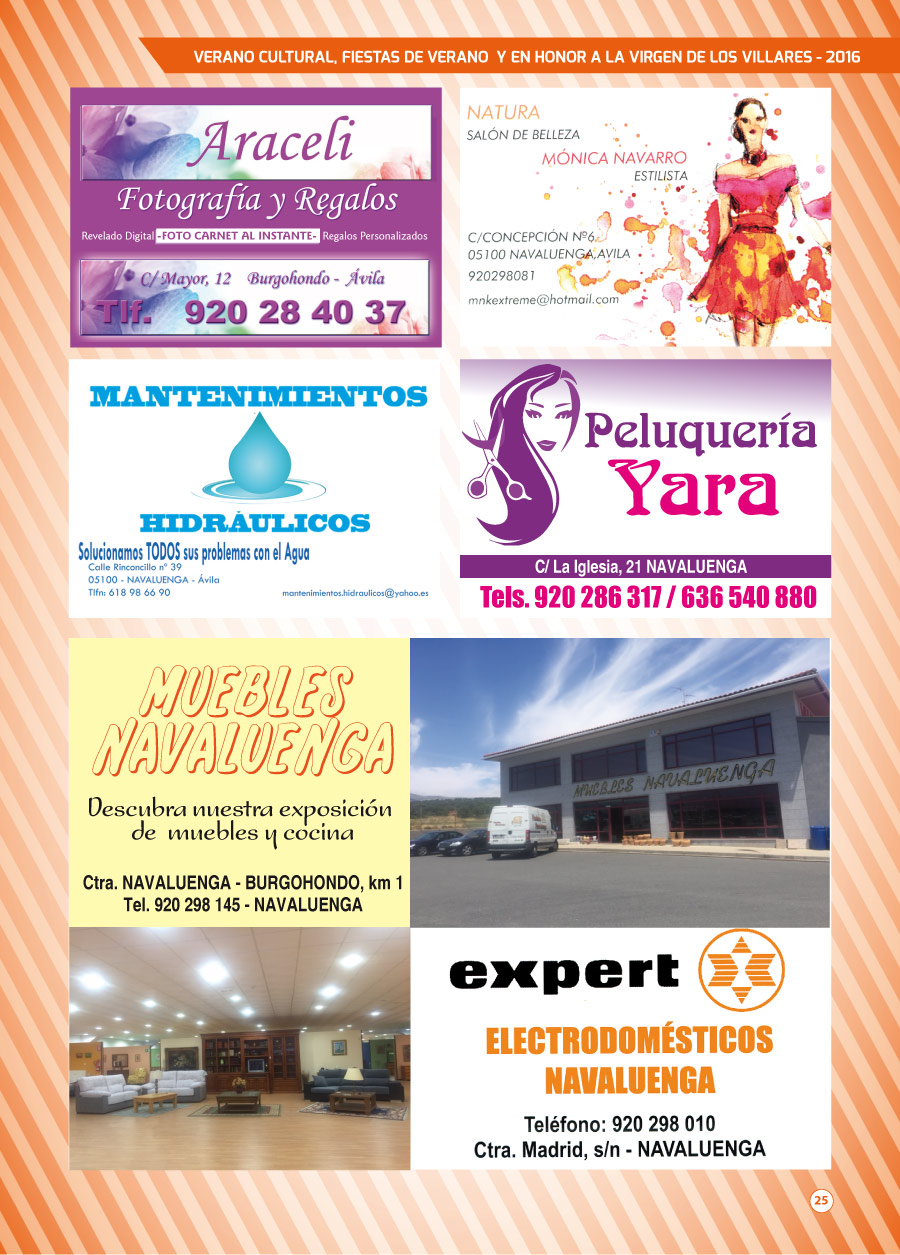 VERANO CULTURAL, FIESTAS DE VERANO Y EN HONOR A LA VIRGEN DE LOS VILLARES - 2016
Araceli
Fotografía y Regalos
Revelado Digital -FOTO CARNET AL INSTANTE- Regalos Personalizados
C/ Mayor, 12 Burgohondo - Ávila
Tlf. 920 28 40 37
NATURA
SALÓN DE BELLEZA
MÓNICA NAVARRO
ESTILISTA
C/CONCEPCIÓN Nº6
05100 NAVALUENGA,AVILA
920298081
mnkextreme@hotmail.com
MANTENIMIENTOS
HIDRÁULICOS
Solucionamos TODOS sus problemas con el Agua
Calle Rinconcillo nº 39
05100 - NAVALUENGA - Ávila
Tlfn: 618 98 66 90
mantenimientos.hidraulicos@yahoo.es
Peluquería
Yara
C/ La Iglesia, 21 NAVALUENGA
Tels. 920 286 317 / 636 540 880
MUEBLES
NAVALUENGA
Descubra nuestra exposición
de muebles y cocina
Ctra. NAVALUENGA - BURGOHONDO, km 1
Tel. 920 298 145 - NAVALUENGA
MUEBLES NAVALUENGA
expert
ELECTRODOMÉSTICOS
NAVALUENGA
Teléfono: 920 298 010
Ctra. Madrid, s/n - NAVALUENGA
25